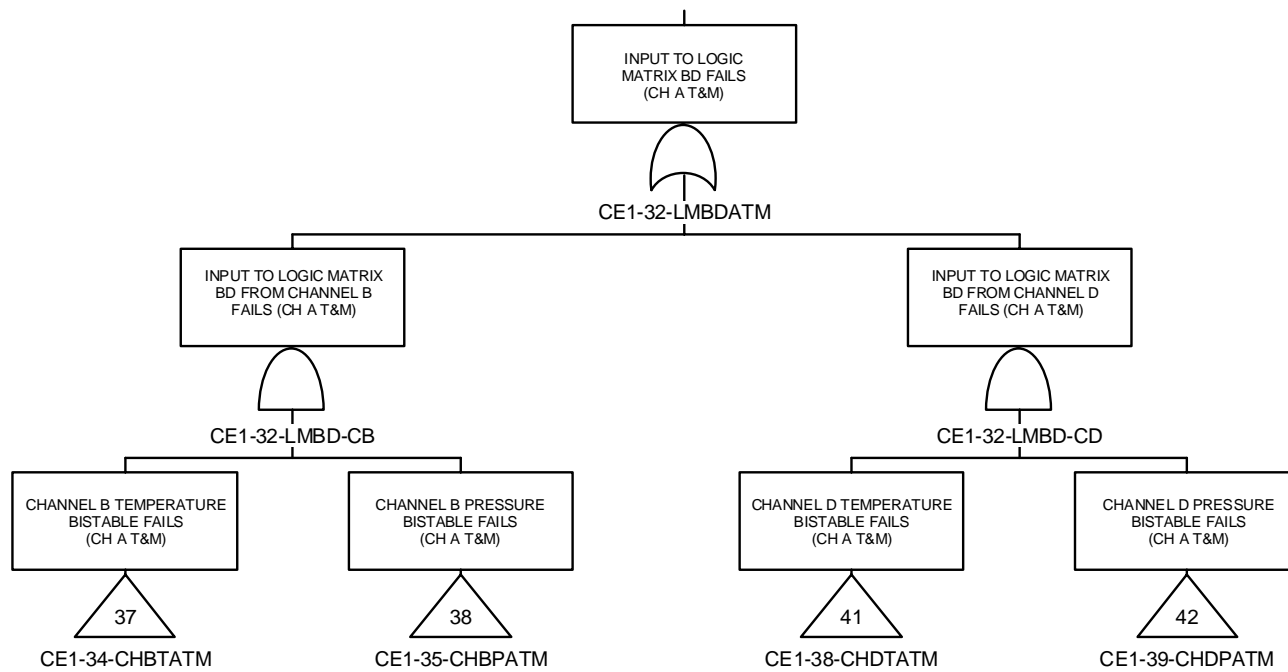 INPUT TO LOGIC
MATRIX BD FAILS
(CH A T&M)
CE1-32-LMBDATM
INPUT TO LOGIC MATRIX
BD FROM CHANNEL B
FAILS (CH A T&M)
INPUT TO LOGIC MATRIX
BD FROM CHANNEL D
FAILS (CH A T&M)
CE1-32-LMBD-CB
CE1-32-LMBD-CD
CHANNEL B TEMPERATURE
BISTABLE FAILS
(CH A T&M)
CHANNEL B PRESSURE
BISTABLE FAILS
(CH A T&M)
CHANNEL D TEMPERATURE
BISTABLE FAILS
(CH A T&M)
CHANNEL D PRESSURE
BISTABLE FAILS
(CH A T&M)
37
38
41
42
CE1-34-CHBTATM
CE1-35-CHBPATM
CE1-38-CHDTATM
CE1-39-CHDPATM